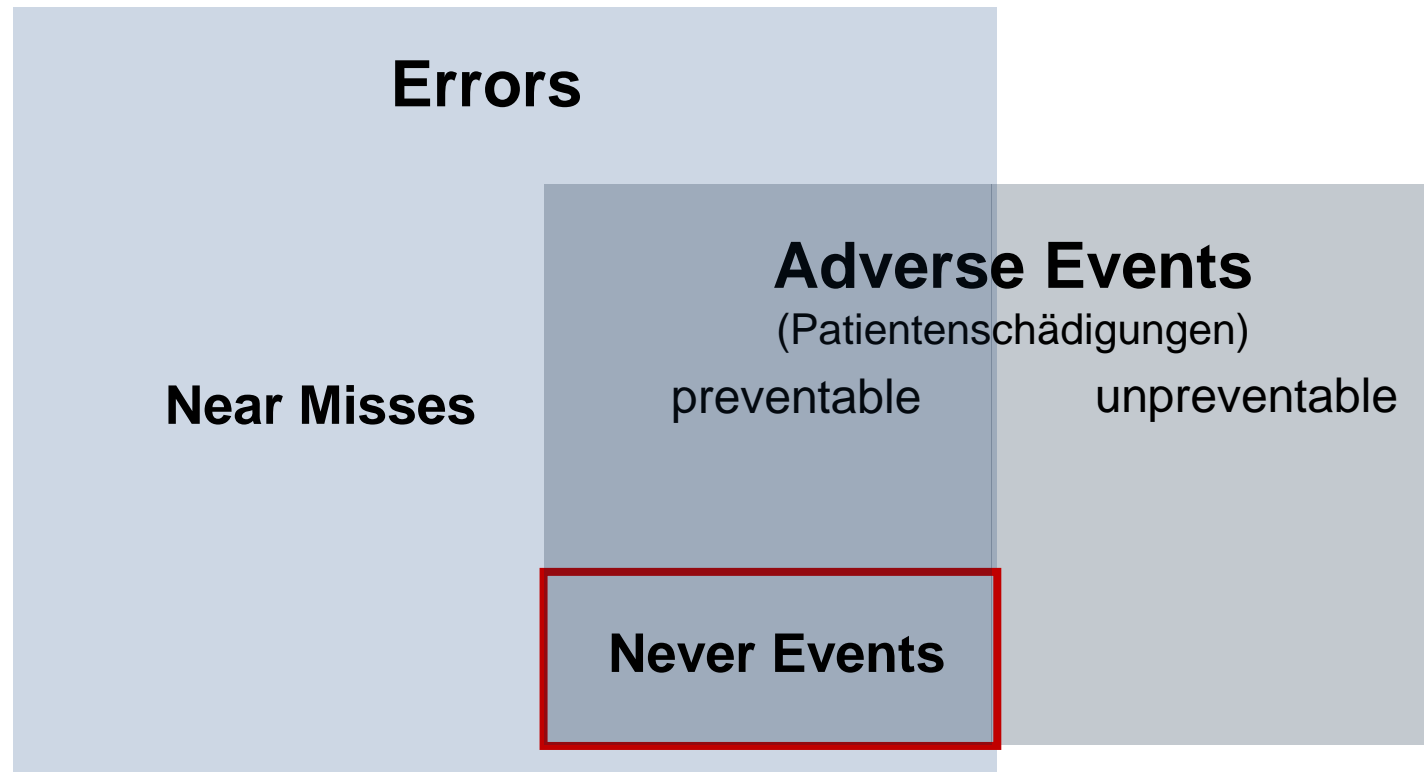 Errors
Adverse Events
(Patientenschädigungen)
Near Misses
preventable
unpreventable
Never Events